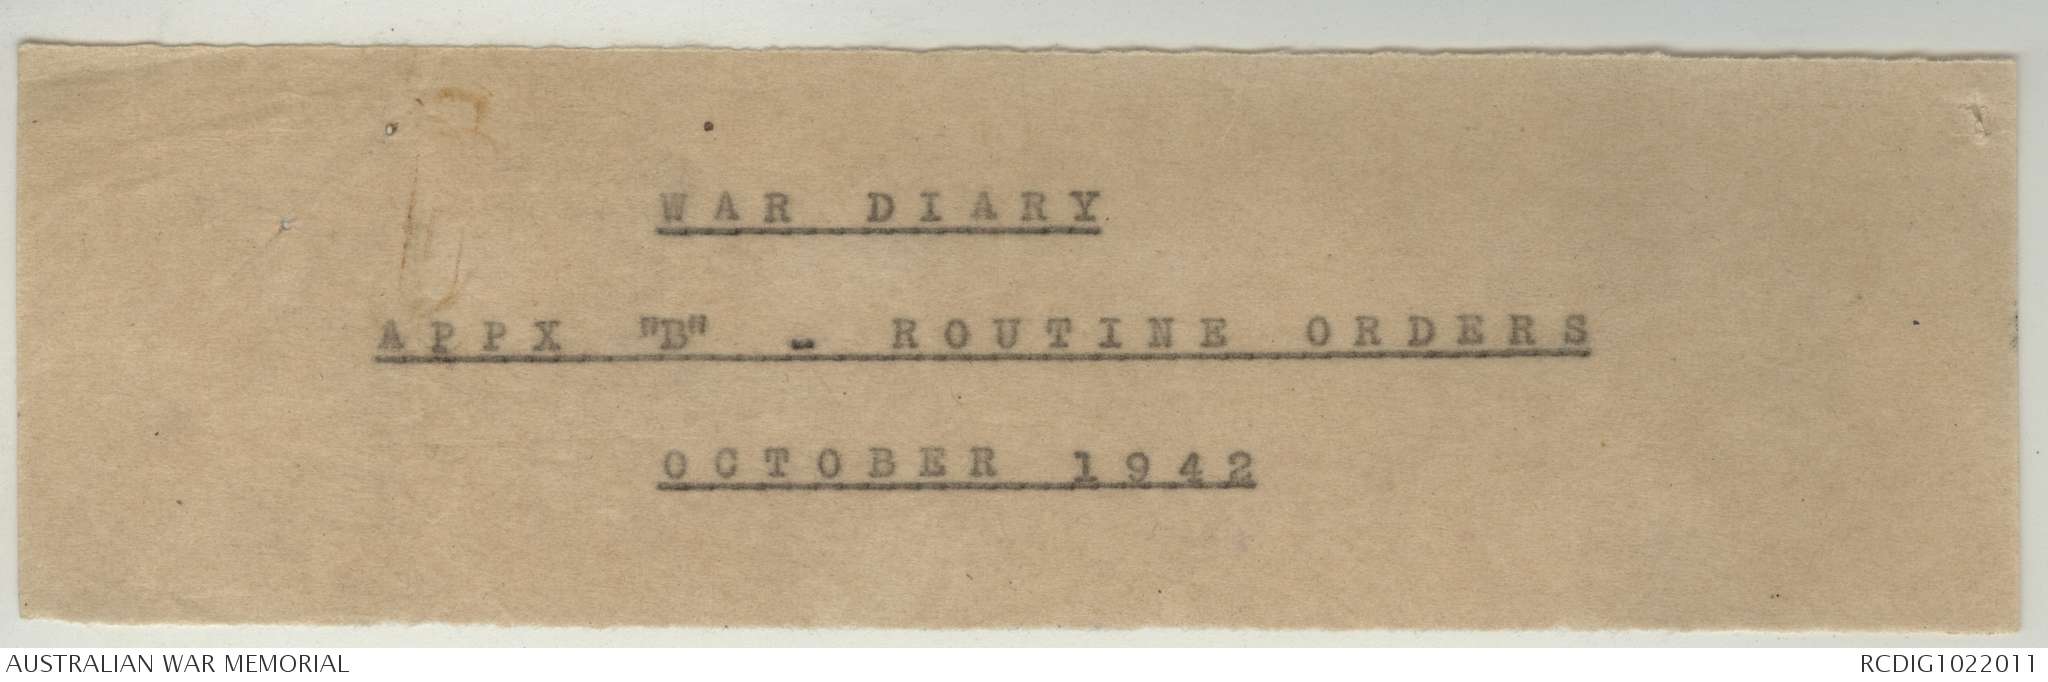 WAR DIARY
APPX "B" - ROUTINE ORDERS
OCTOBER 1942
AUSTRALIAN WAR MEMORIAL
RCDIG1022011